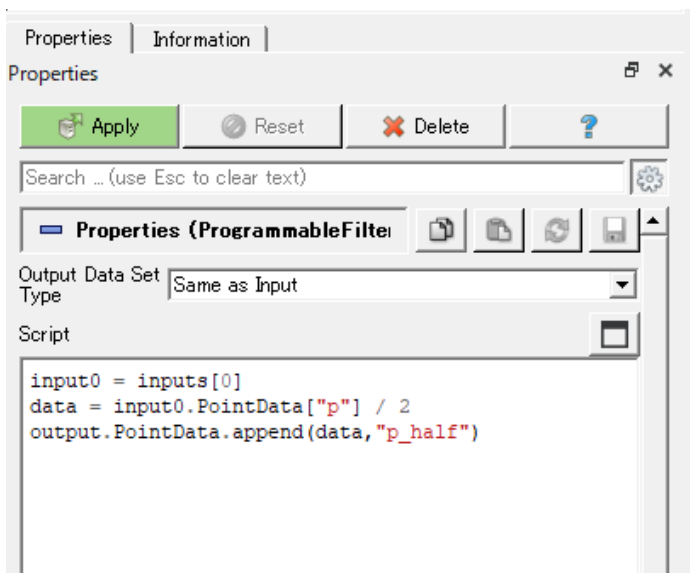 Properties
Information
Properties
Apply
Reset
Delete
?
Search ... (use Esc to clear text)
Properties (ProgrammableFilter
Output Data Set
Type
Same as Input
Script
input0 = inputs[0]
data = input0.PointData["p"] / 2
output.PointData.append(data,"p_half")